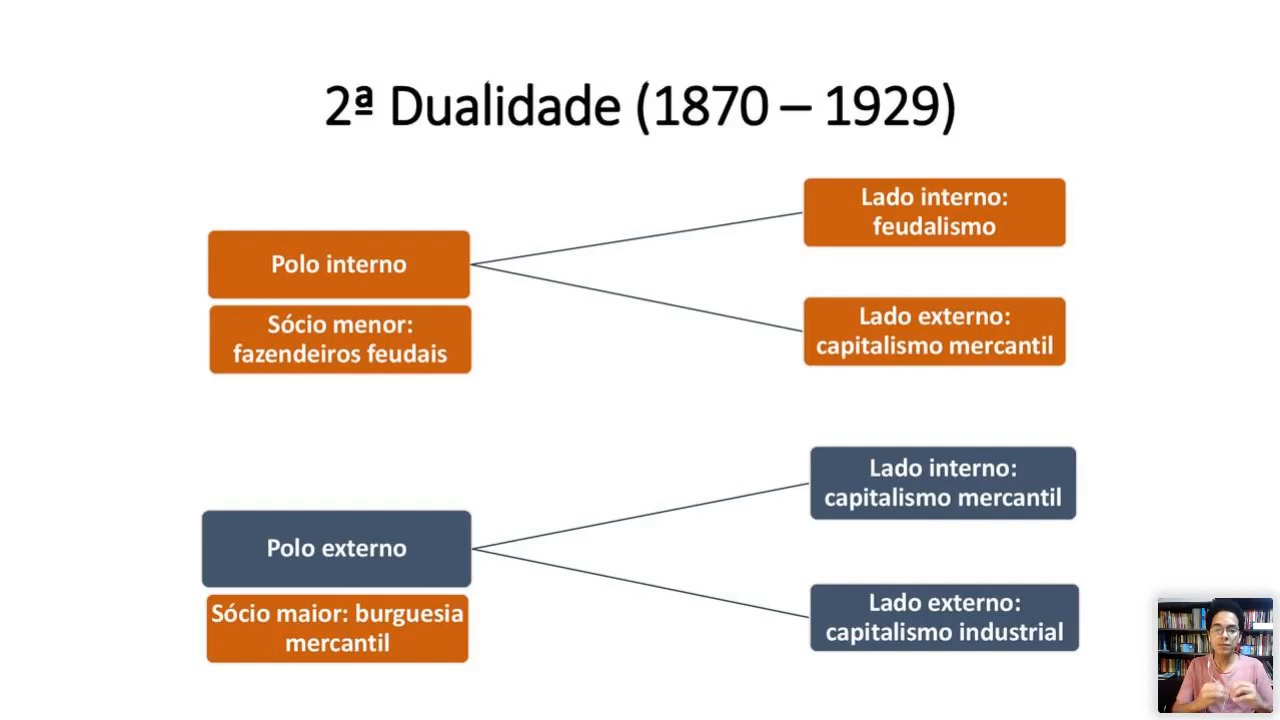 2ª Dualidade (1870 – 1929)
Polo interno
Sócio menor:
fazendeiros feudais
Lado interno:
feudalismo
Lado externo:
capitalismo mercantil
Polo externo
Sócio maior: burguesia
mercantil
Lado interno:
capitalismo mercantil
Lado externo:
capitalismo industrial